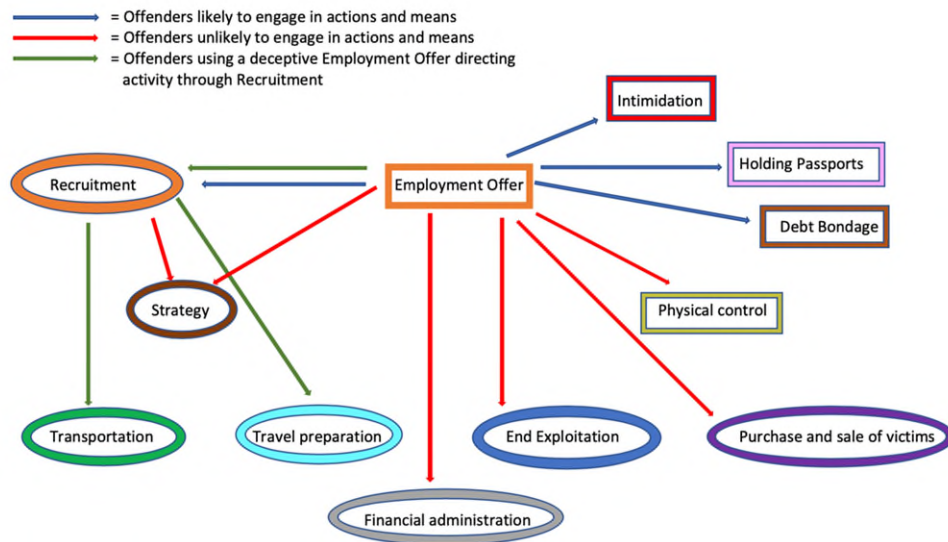 = Offenders likely to engage in actions and means
= Offenders unlikely to engage in actions and means
= Offenders using a deceptive Employment Offer directing
activity through Recruitment
Intimidation
Recruitment
Employment Offer
Holding Passports
Debt Bondage
Strategy
Physical control
Transportation
Travel preparation
End Exploitation
Purchase and sale of victims
Financial administration